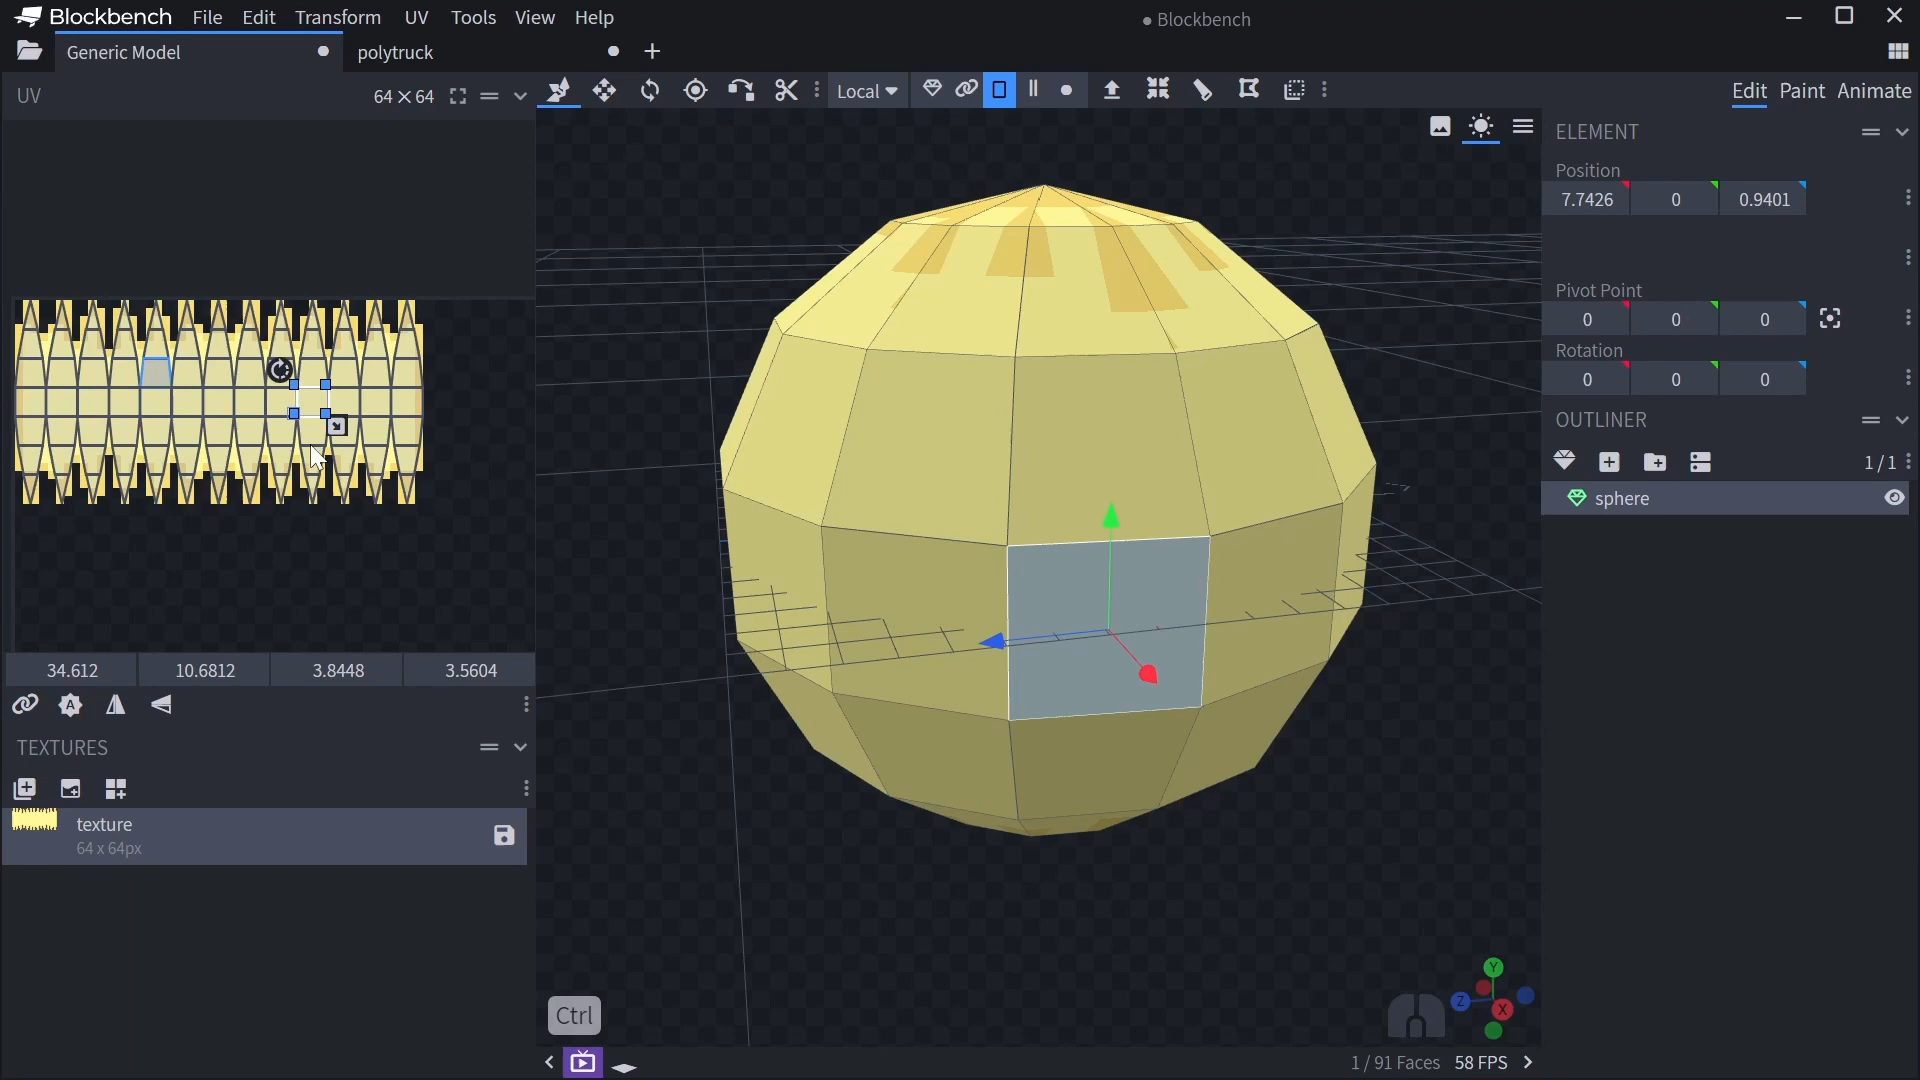 Blockbench File Edit Transform UV Tools View Help
● Blockbench
Generic Model
polytruck
UV
64×64
Local
Edit Paint Animate
ELEMENT
Position
7.7426 0 0.9401
Pivot Point
0 0 0
Rotation
0 0 0
OUTLINER
1/1
sphere
34.612 10.6812 3.8448 3.5604
A
TEXTURES
texture
64 x 64px
Ctrl
Y
Z
X
1/91 Faces 58 FPS